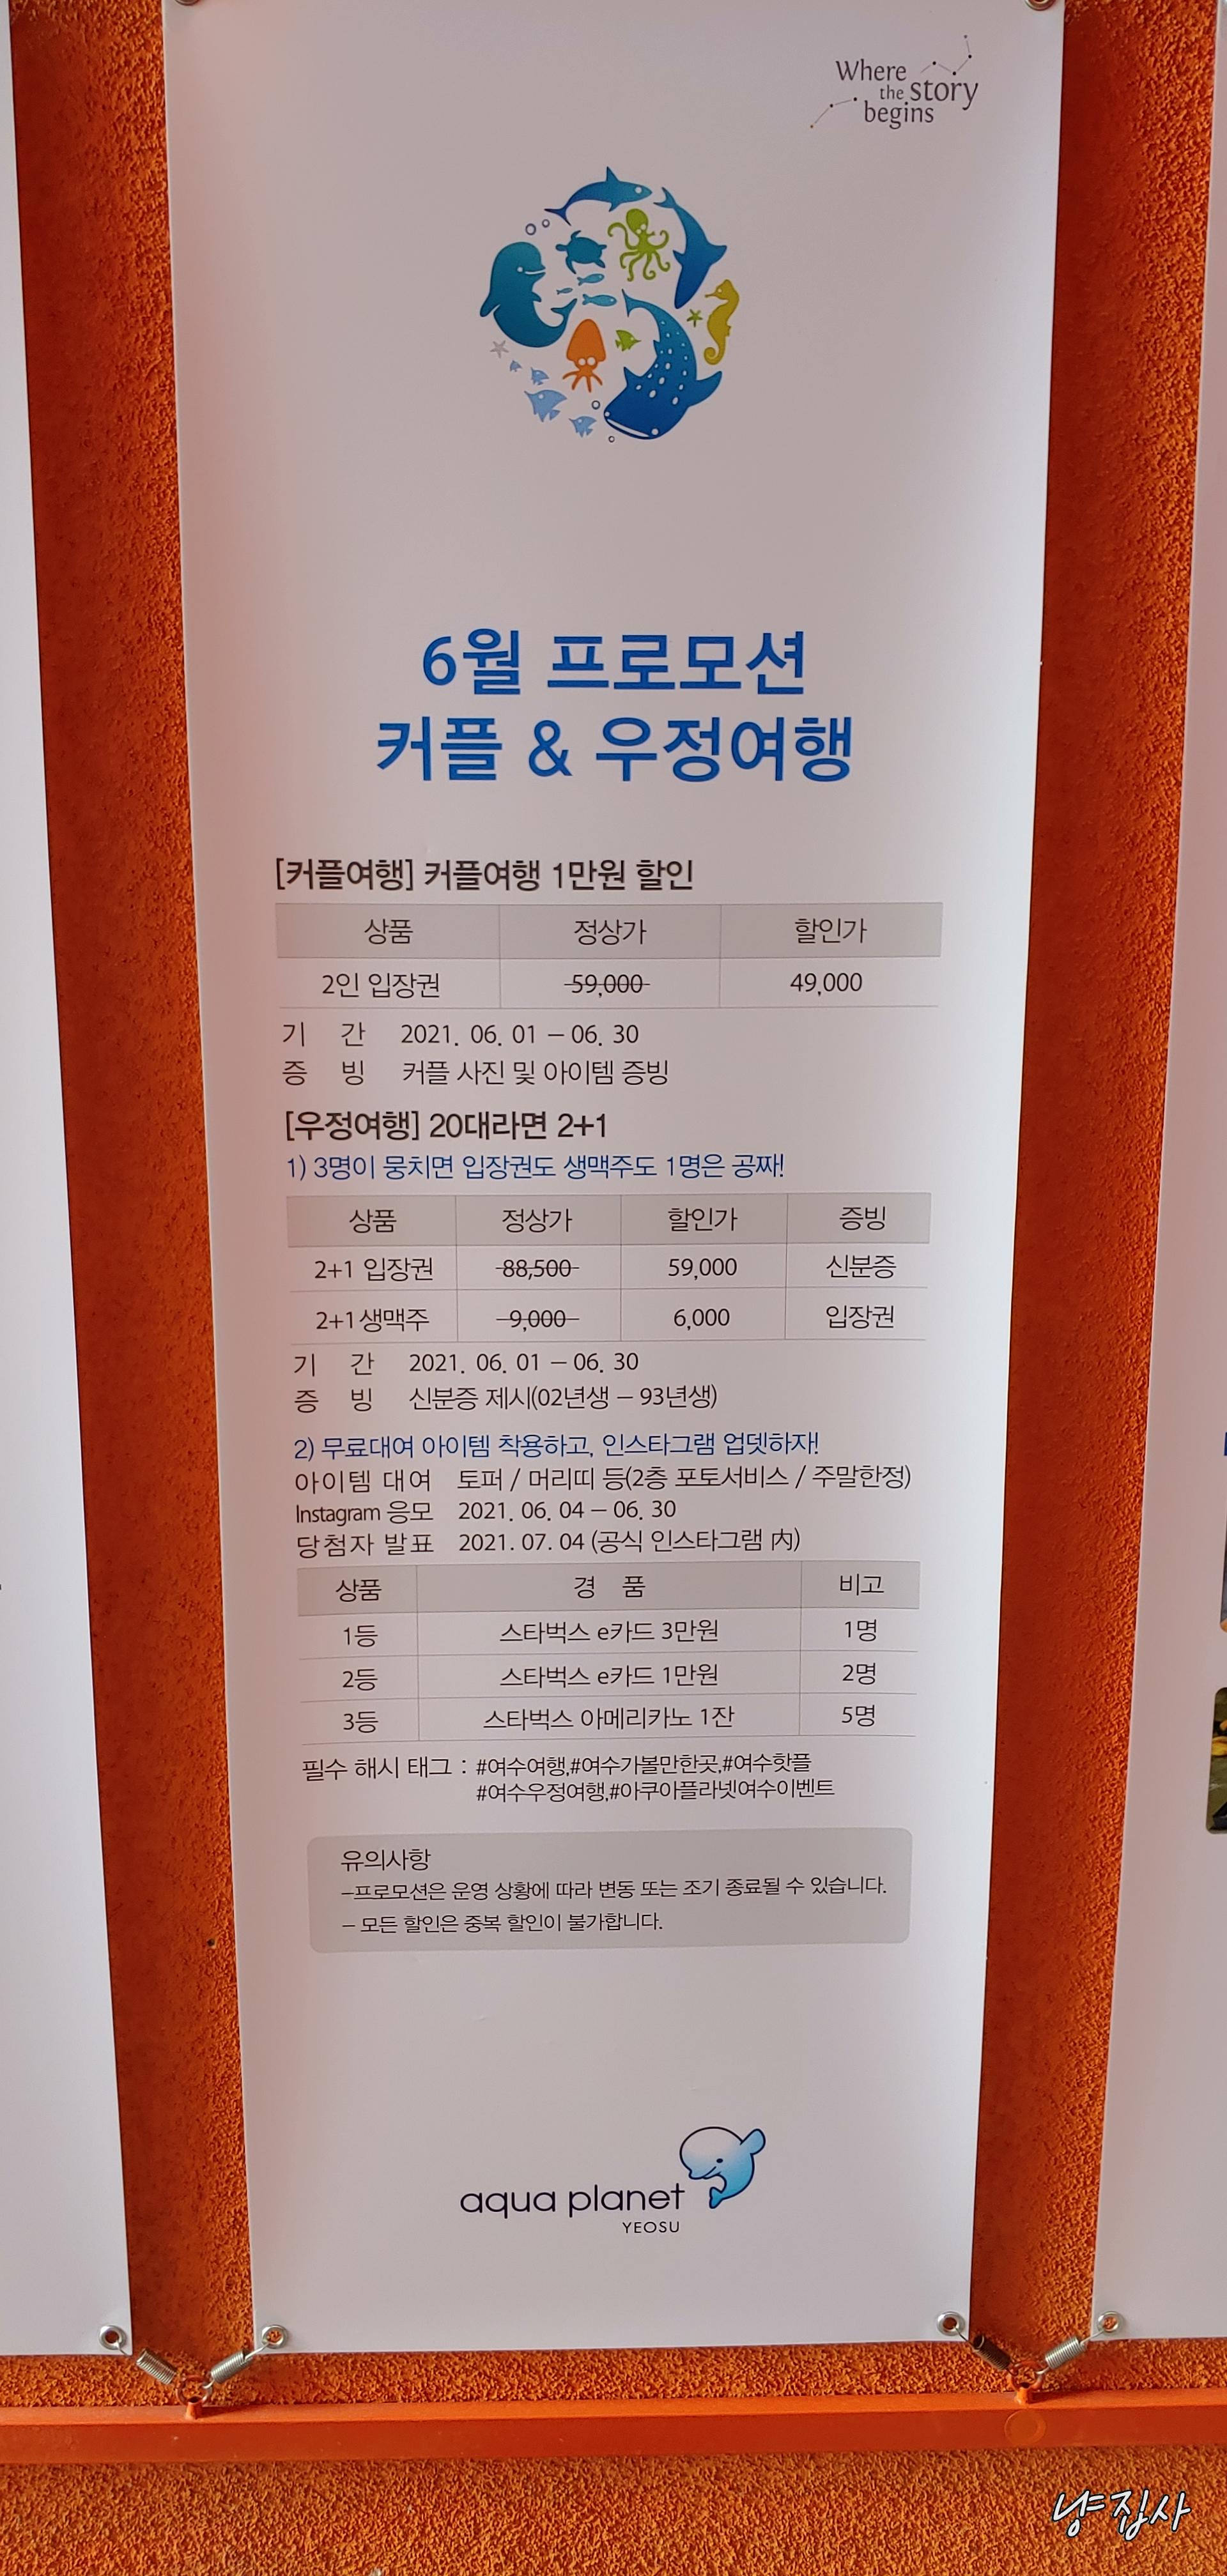 Where
the story
begins
6월 프로모션
커플 & 우정여행
[커플여행] 커플여행 1만원 할인
상품 정상가 할인가
2인 입장권 59,000 49,000
기 간 2021. 06. 01 – 06. 30
증 빙 커플 사진 및 아이템 증빙
[우정여행] 20대라면 2+1
1) 3명이 뭉치면 입장권도 생맥주도 1명은 공짜!
상품 정상가 할인가 증빙
2+1 입장권 88,500 59,000 신분증
2+1 생맥주 9,000 6,000 입장권
기 간 2021. 06. 01 – 06. 30
증 빙 신분증 제시(02년생 – 93년생)
2) 무료대여 아이템 착용하고, 인스타그램 업뎃하자!
아이템 대여 토퍼 / 머리띠 등(2층 포토서비스 / 주말한정)
Instagram 응모 2021. 06. 04 – 06. 30
당첨자 발표 2021. 07. 04 (공식 인스타그램 內)
상품 경 품 비고
1등 스타벅스 e카드 3만원 1명
2등 스타벅스 e카드 1만원 2명
3등 스타벅스 아메리카노 1잔 5명
필수 해시 태그 : #여수여행,#여수가볼만한곳,#여수핫플
#여수우정여행,#아쿠아플라넷여수이벤트
유의사항
–프로모션은 운영 상황에 따라 변동 또는 조기 종료될 수 있습니다.
– 모든 할인은 중복 할인이 불가합니다.
aqua planet
YEOSU
냥집사